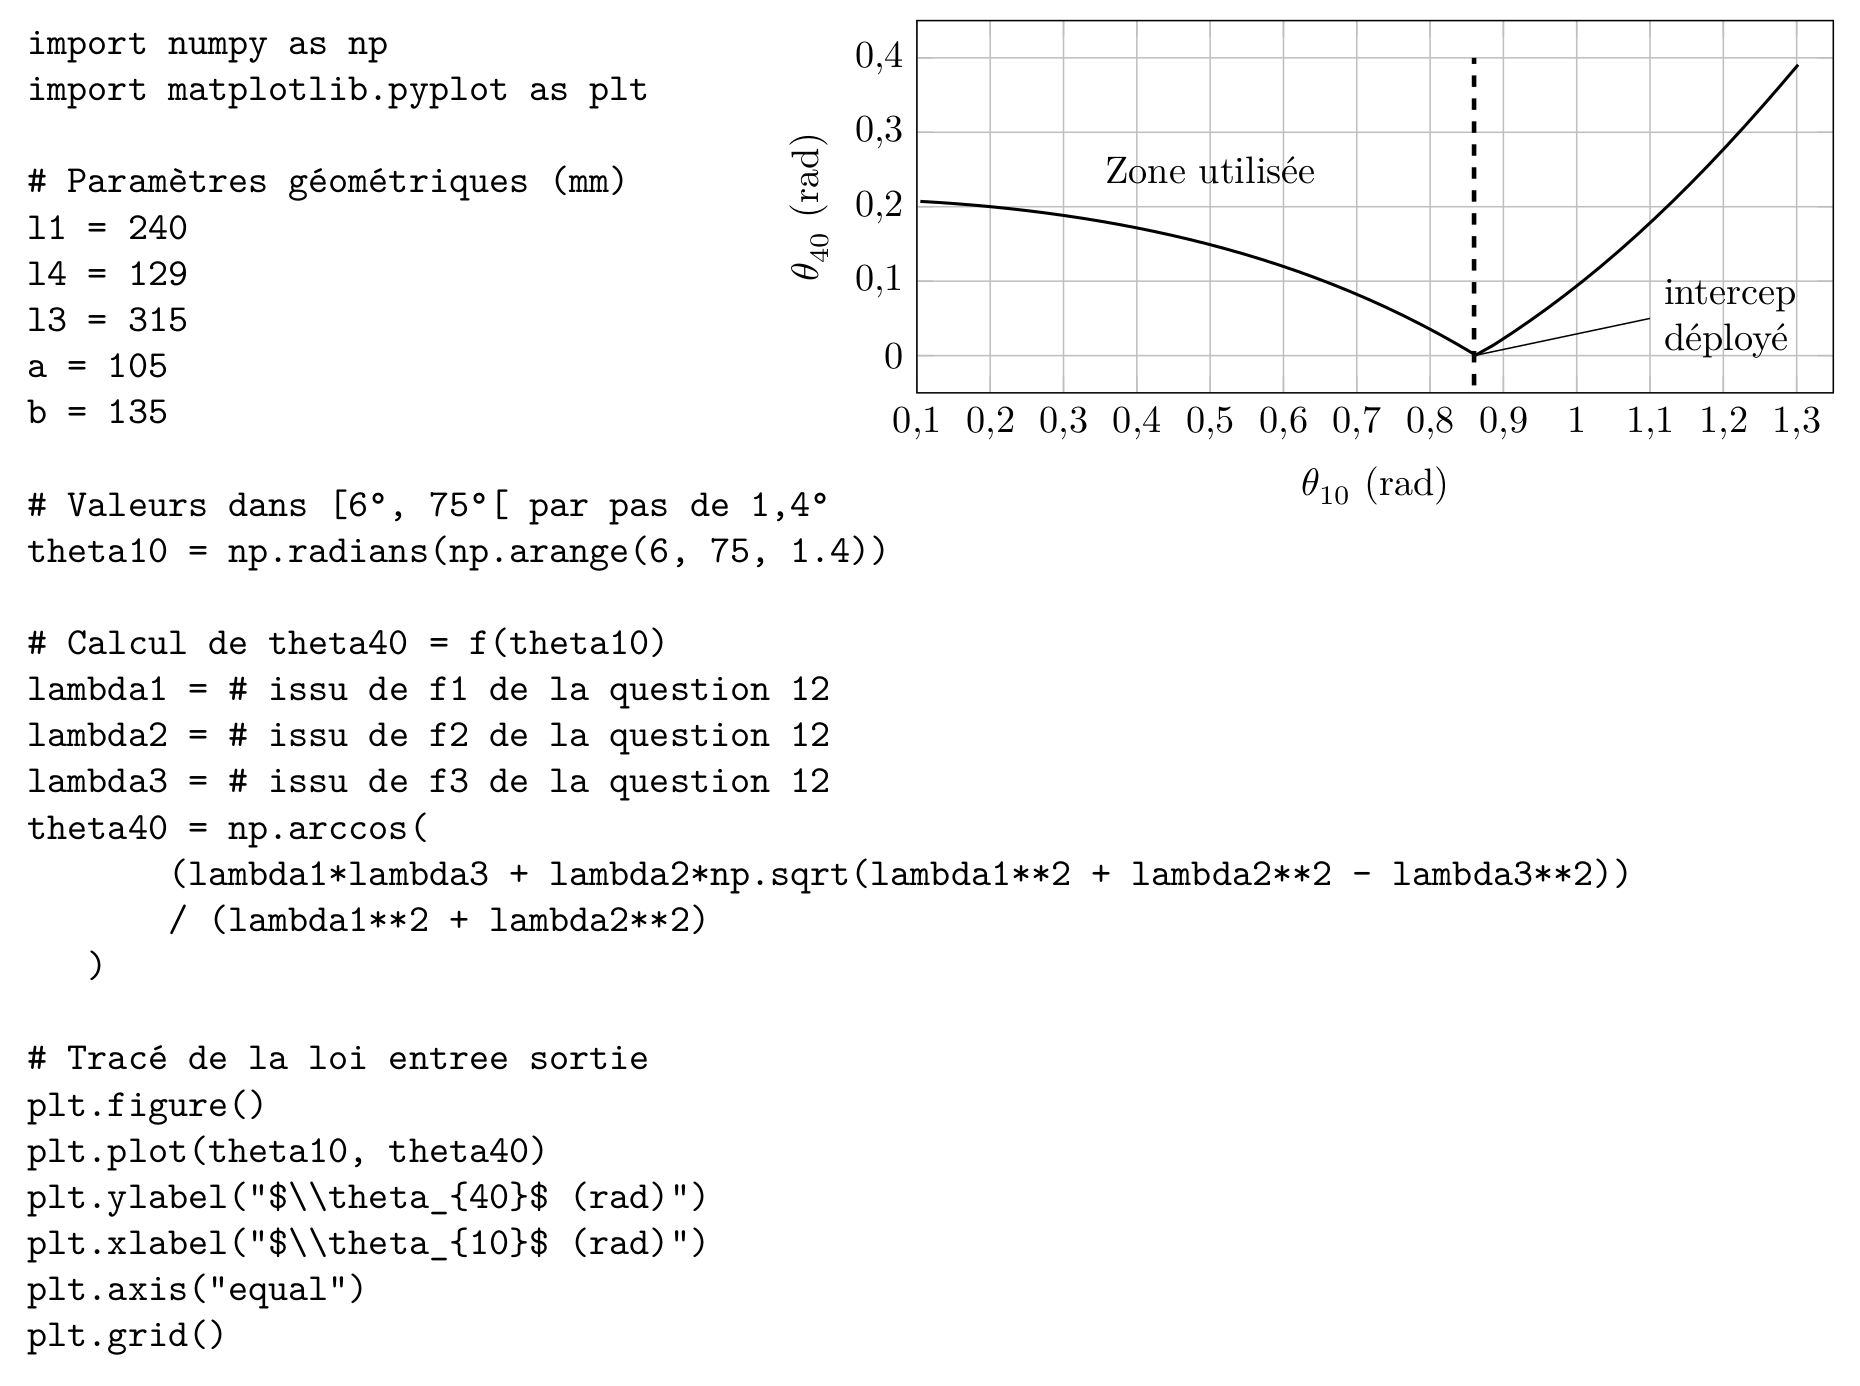 import numpy as np
import matplotlib.pyplot as plt
# Paramètres géométriques (mm)
l1 = 240
l4 = 129
l3 = 315
a = 105
b = 135
# Valeurs dans [6°, 75°[ par pas de 1,4°
theta10 = np.radians(np.arange(6, 75, 1.4))
# Calcul de theta40 = f(theta10)
lambda1 = # issu de f1 de la question 12
lambda2 = # issu de f2 de la question 12
lambda3 = # issu de f3 de la question 12
theta40 = np.arccos(
(lambda1*lambda3 + lambda2*np.sqrt(lambda1**2 + lambda2**2 - lambda3**2))
/ (lambda1**2 + lambda2**2)
)
# Tracé de la loi entree sortie
plt.figure()
plt.plot(theta10, theta40)
plt.ylabel("$\\theta_{40}$ (rad)")
plt.xlabel("$\\theta_{10}$ (rad)")
plt.axis("equal")
plt.grid()
θ40 (rad)
0,4
0,3
0,2
0,1
0
Zone utilisée
intercep
déployé
0,1 0,2 0,3 0,4 0,5 0,6 0,7 0,8 0,9 1 1,1 1,2 1,3
θ10 (rad)